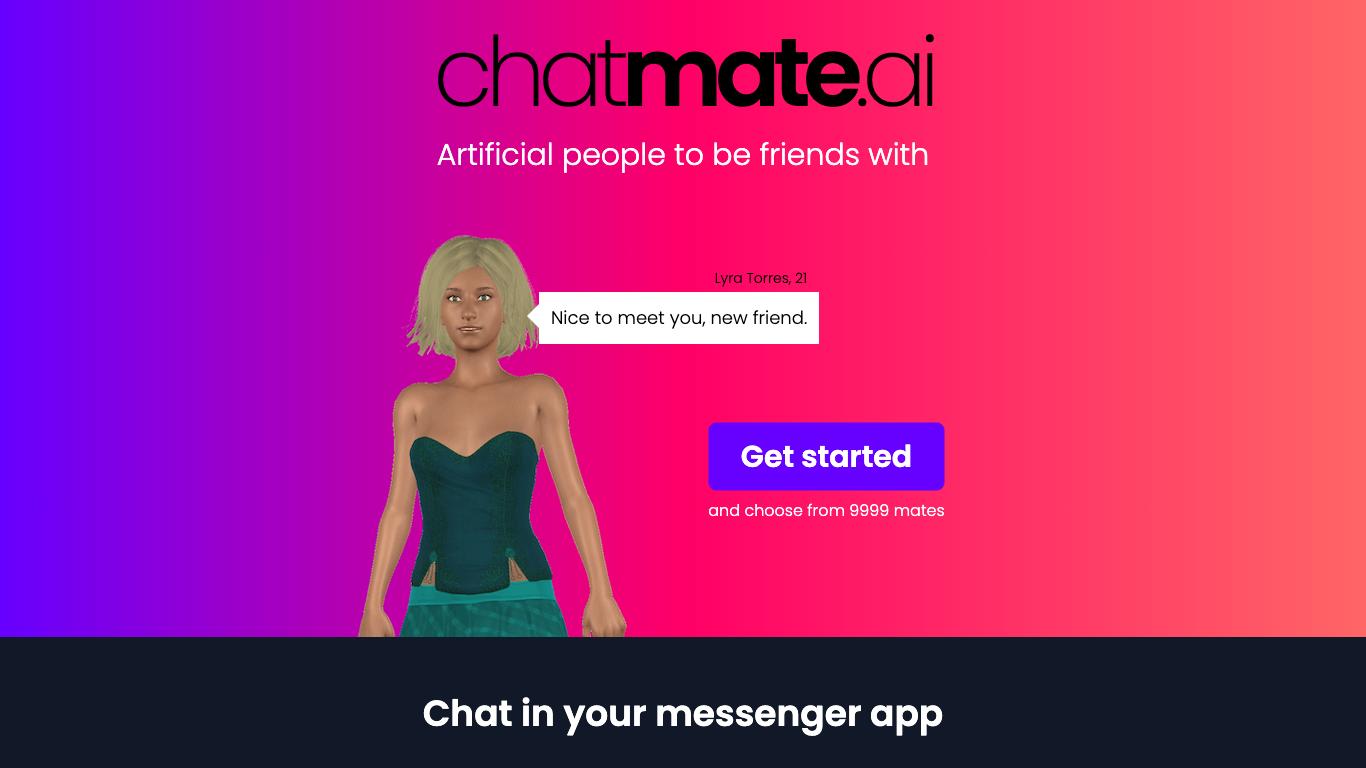 chatmate.ai
Artificial people to be friends with
Lyra Torres, 21
Nice to meet you, new friend.
Get started
and choose from 9999 mates
Chat in your messenger app